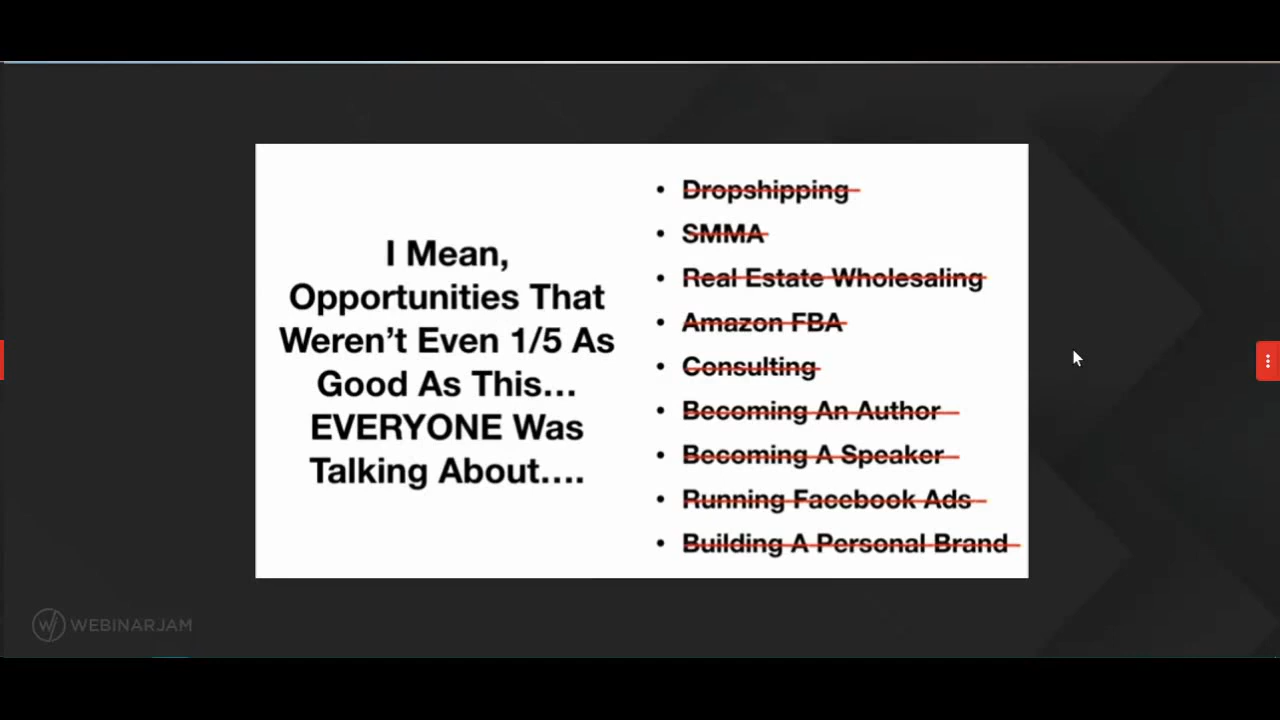 I Mean,
Opportunities That
Weren't Even 1/5 As
Good As This...
EVERYONE Was
Talking About....
• Dropshipping
• SMMA
• Real Estate Wholesaling
• Amazon FBA
• Consulting
• Becoming An Author
• Becoming A Speaker
• Running Facebook Ads
• Building A Personal Brand
WEBINARJAM